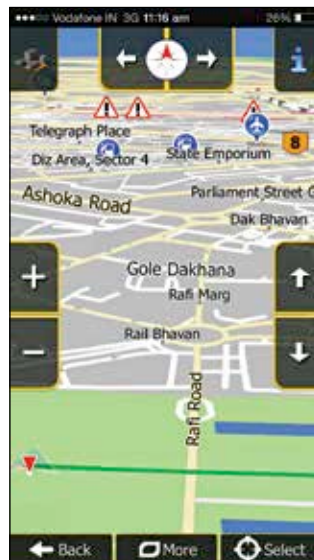 Vodafone IN 3G 11:16 am 26%
i
Telegraph Place
Diz Area, Sector 4
State Emporium
8
Ashoka Road
Parliament Street G
Dak Bhavan
Gole Dakhana
Rafi Marg
Rail Bhavan
Rafi Road
Back More Select